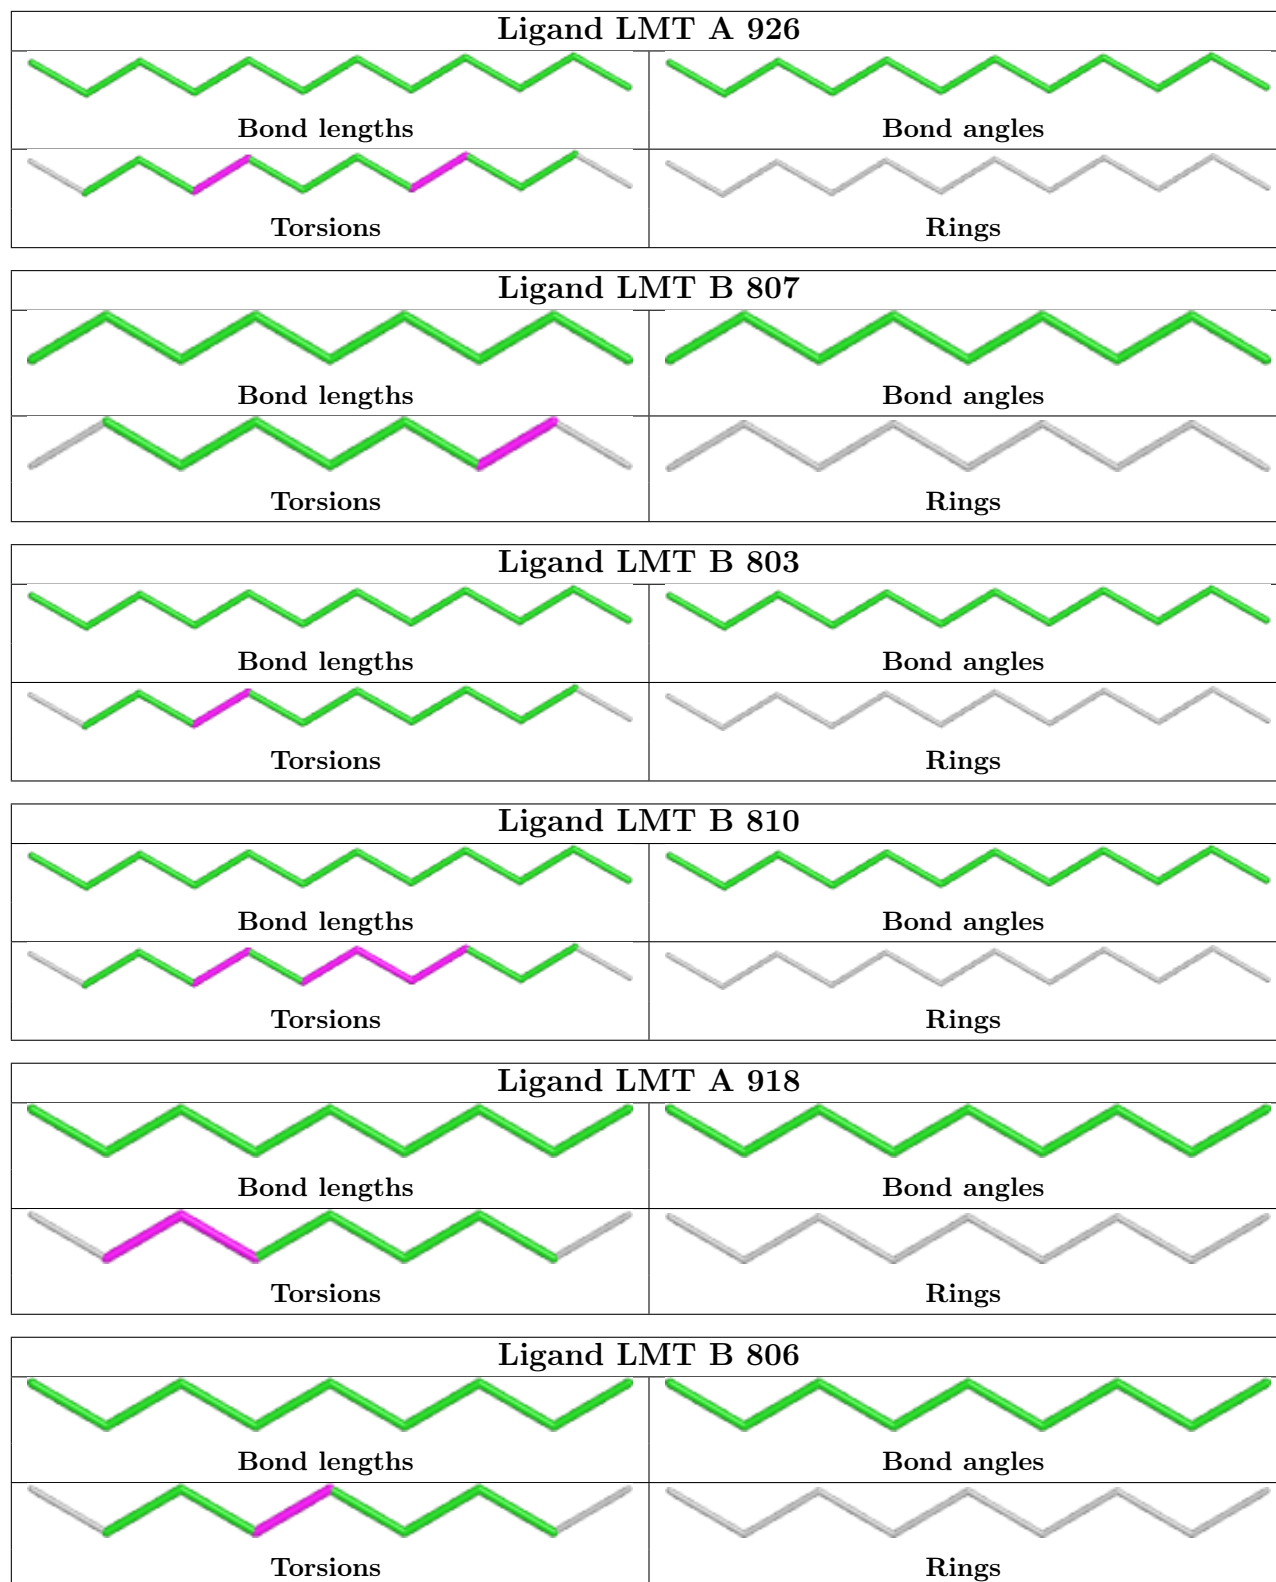 Ligand LMT A 926
Bond lengths
Bond angles
Torsions
Rings
Ligand LMT B 807
Bond lengths
Bond angles
Torsions
Rings
Ligand LMT B 803
Bond lengths
Bond angles
Torsions
Rings
Ligand LMT B 810
Bond lengths
Bond angles
Torsions
Rings
Ligand LMT A 918
Bond lengths
Bond angles
Torsions
Rings
Ligand LMT B 806
Bond lengths
Bond angles
Torsions
Rings